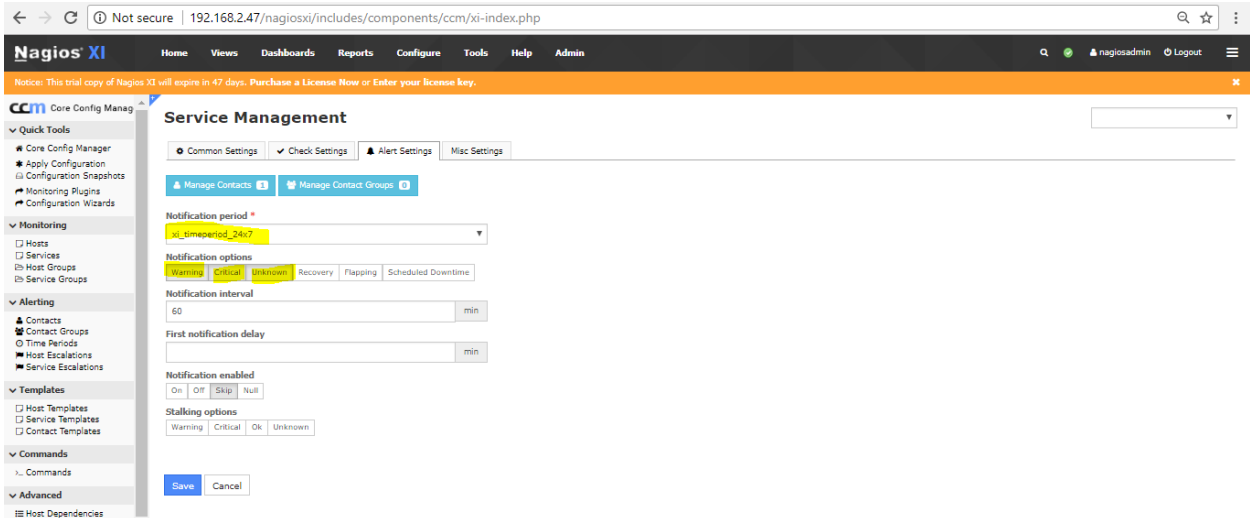 Not secure | 192.168.2.47/nagiosxi/includes/components/ccm/xi-index.php
Nagios® XI Home Views Dashboards Reports Configure Tools Help Admin nagiosadmin Logout
Notice: This trial copy of Nagios XI will expire in 47 days. Purchase a License Now or Enter your license key.
ccm Core Config Manag
Quick Tools
Core Config Manager
Apply Configuration
Configuration Snapshots
Monitoring Plugins
Configuration Wizards
Monitoring
Hosts
Services
Host Groups
Service Groups
Alerting
Contacts
Contact Groups
Time Periods
Host Escalations
Service Escalations
Templates
Host Templates
Service Templates
Contact Templates
Commands
>_ Commands
Advanced
Host Dependencies
Service Management
Common Settings Check Settings Alert Settings Misc Settings
Manage Contacts 1 Manage Contact Groups 0
Notification period *
xi_timeperiod_24x7
Notification options
Warning Critical Unknown Recovery Flapping Scheduled Downtime
Notification interval
60 min
First notification delay
min
Notification enabled
On Off Skip Null
Stalking options
Warning Critical Ok Unknown
Save Cancel